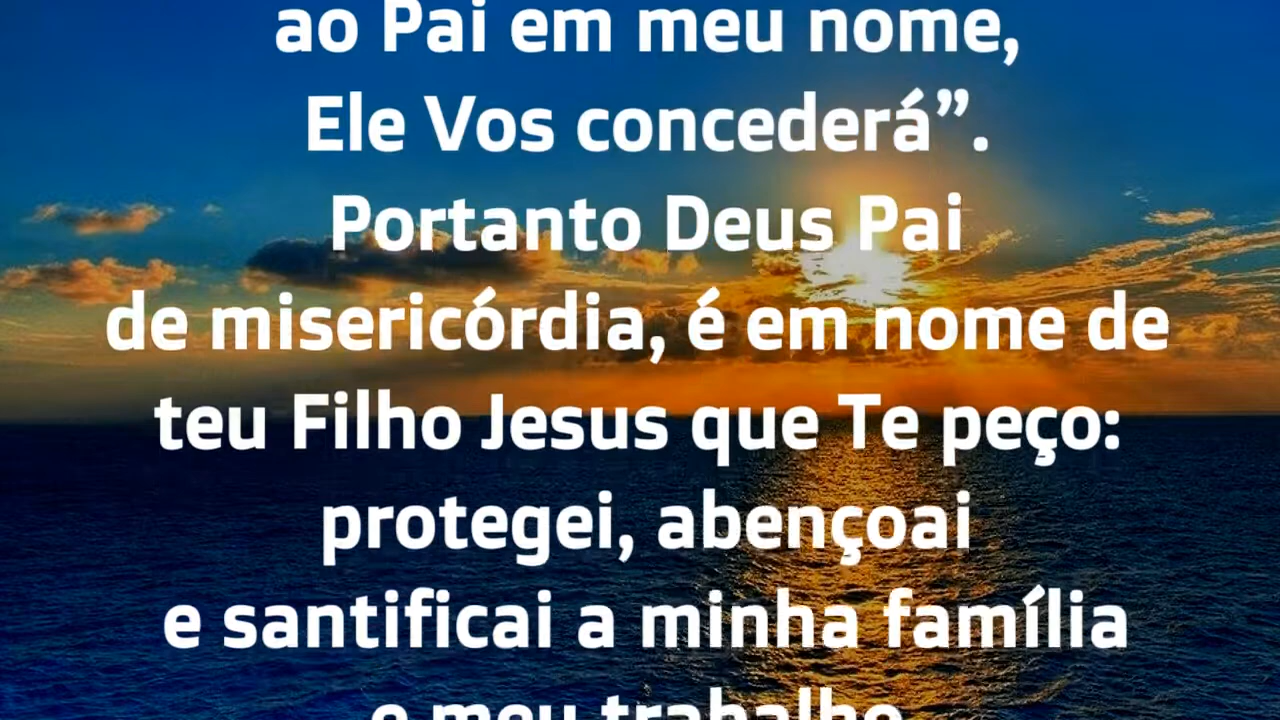 ao Pai em meu nome,
Ele Vos concederá”.
Portanto Deus Pai
de misericórdia, é em nome de
teu Filho Jesus que Te peço:
protegei, abençoai
e santificai a minha família
e meu trabalho